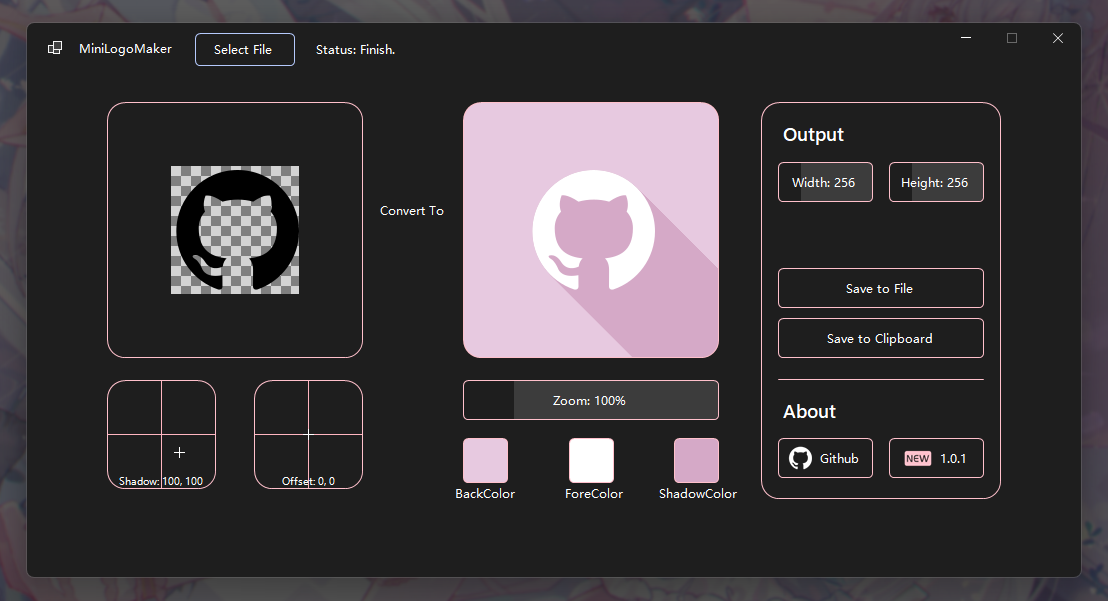 MiniLogoMaker
Select File
Status: Finish.
Convert To
Output
Width: 256
Height: 256
Save to File
Save to Clipboard
Shadow: 100, 100
Offset: 0, 0
Zoom: 100%
BackColor
ForeColor
ShadowColor
About
Github
NEW 1.0.1